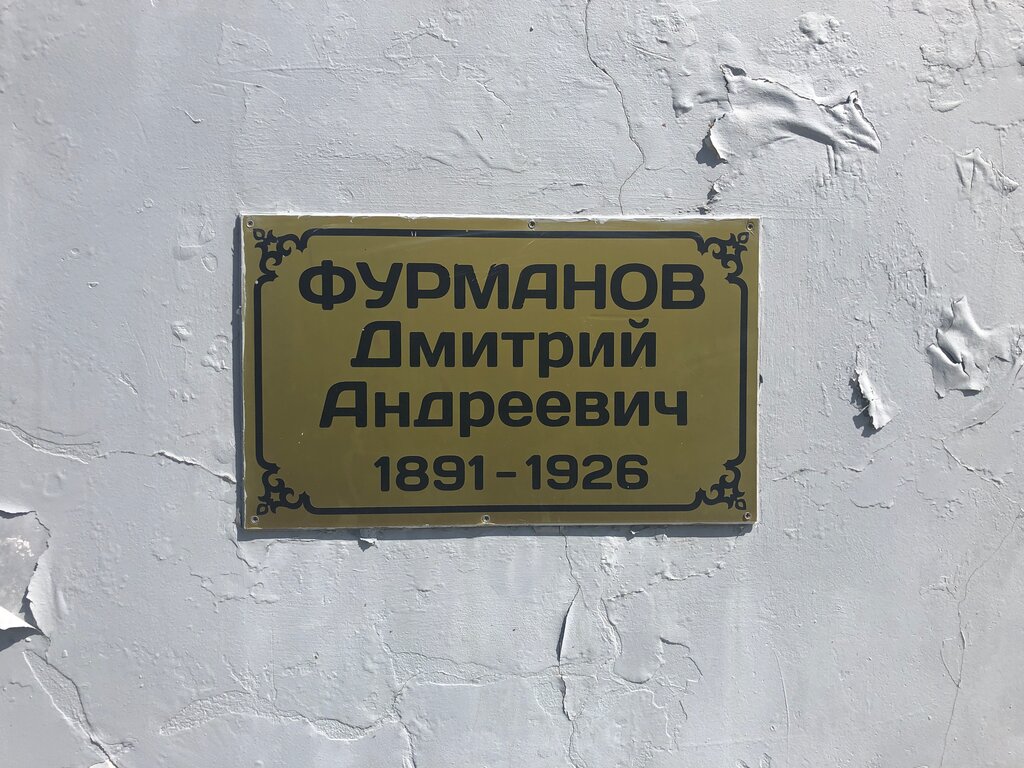 ФУРМАНОВ
Дмитрий
Андреевич
1891-1926